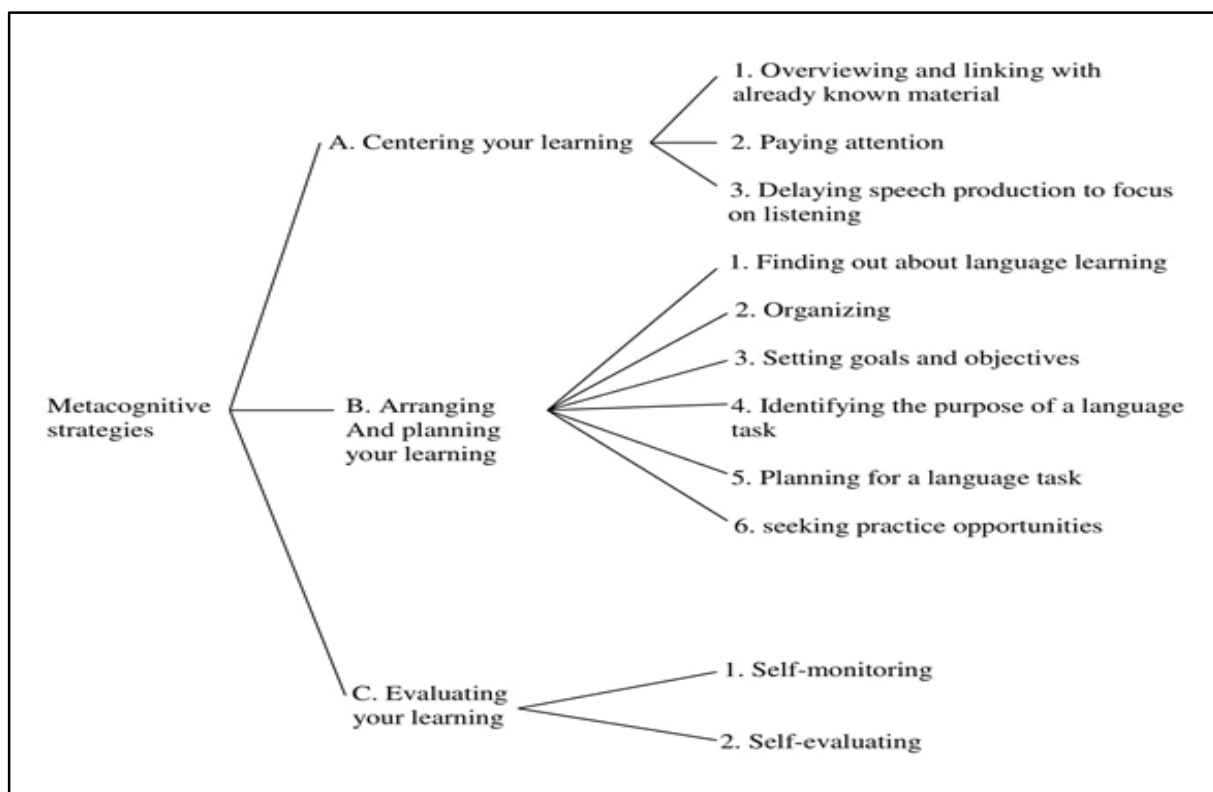 Metacognitive
strategies
A. Centering your learning
1. Overviewing and linking with
already known material
2. Paying attention
3. Delaying speech production to focus
on listening
B. Arranging
And planning
your learning
1. Finding out about language learning
2. Organizing
3. Setting goals and objectives
4. Identifying the purpose of a language
task
5. Planning for a language task
6. seeking practice opportunities
C. Evaluating
your learning
1. Self-monitoring
2. Self-evaluating